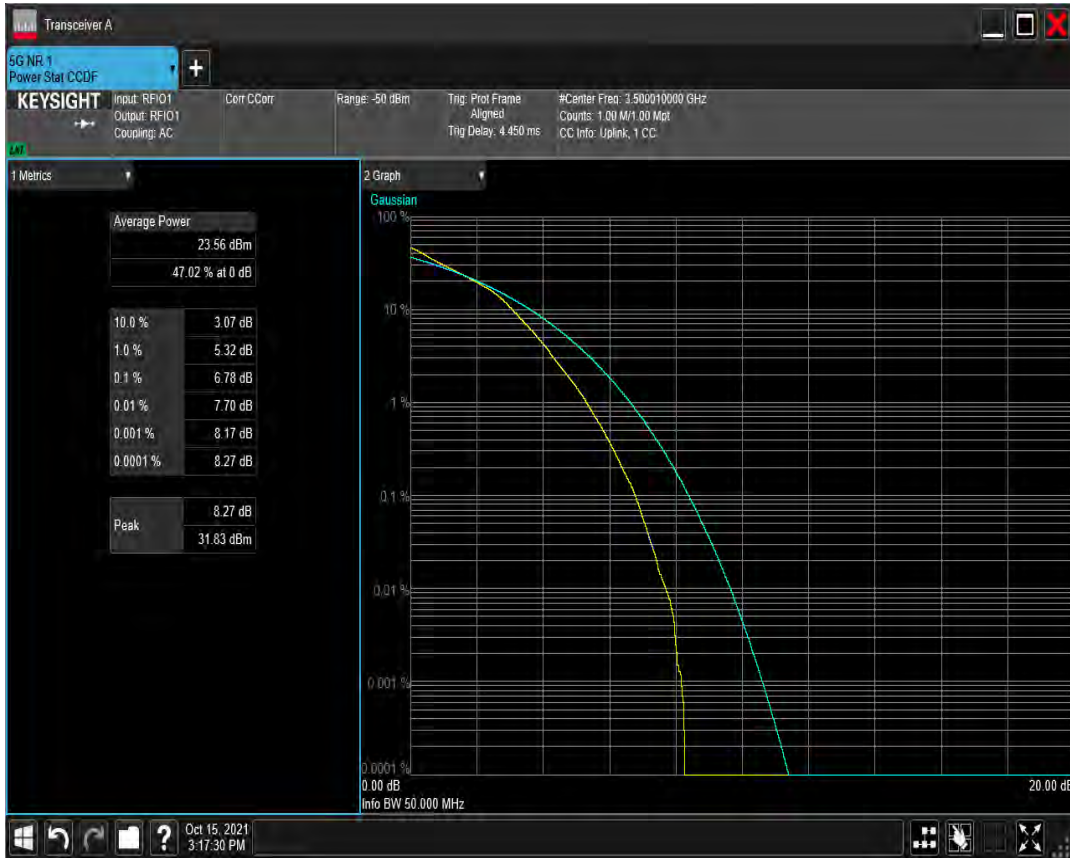 Transceiver A
5G NR 1
Power Stat CCDF
+
KEYSIGHT
Input: RFIO1
Output: RFIO1
Coupling: AC
Corr CCorr
Range: -50 dBm
Trig: Prot Frame
Aligned
Trig Delay: 4.450 ms
#Center Freq: 3.500010000 GHz
Counts: 1.00 M/1.00 Mpt
CC Info: Uplink, 1 CC
1 Metrics
Average Power
23.56 dBm
47.02 % at 0 dB
10.0 % 3.07 dB
1.0 % 5.32 dB
0.1 % 6.78 dB
0.01 % 7.70 dB
0.001 % 8.17 dB
0.0001 % 8.27 dB
Peak
8.27 dB
31.83 dBm
2 Graph
Gaussian
100 %
10 %
1 %
0.1 %
0.01 %
0.001 %
0.0001 %
0.00 dB
20.00 dB
Info BW 50.000 MHz
?
Oct 15, 2021
3:17:30 PM